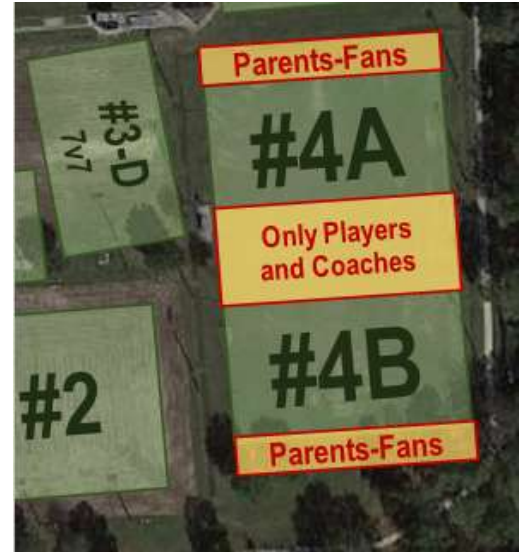 Parents-Fans
#3-D
7v7
#4A
Only Players
and Coaches
#2
#4B
Parents-Fans